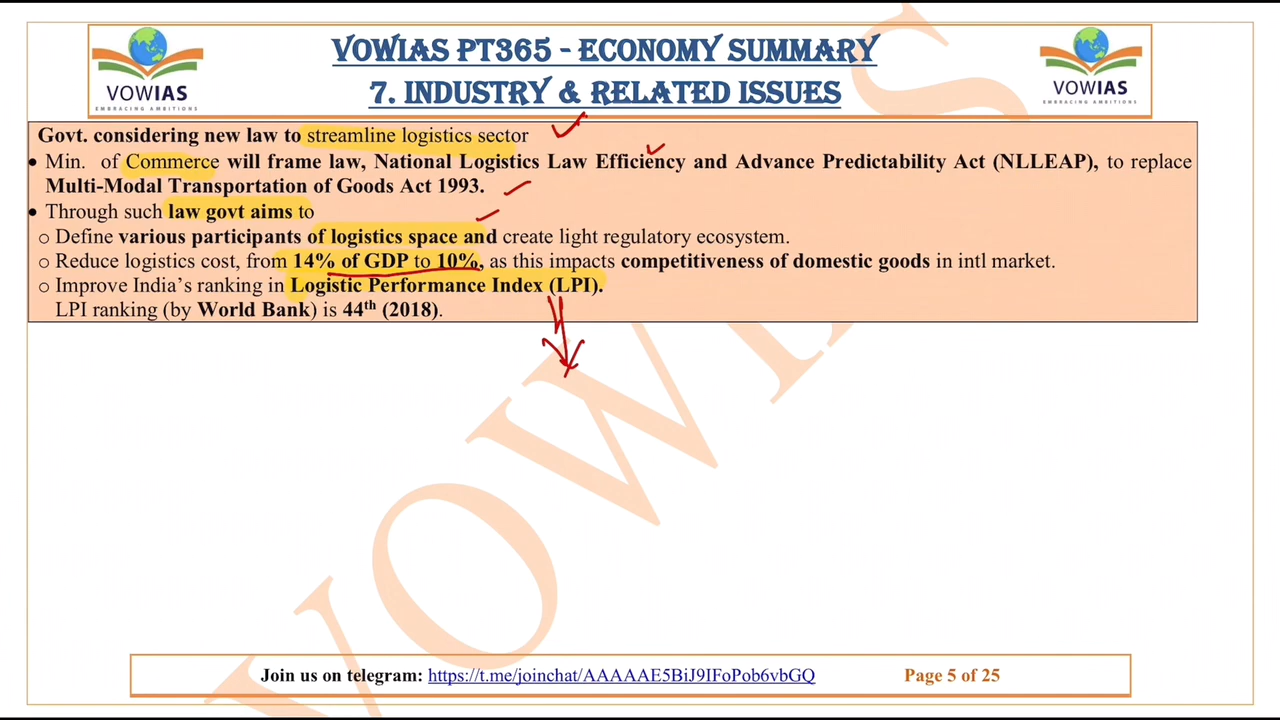 VOWIAS PT365 - ECONOMY SUMMARY
7. INDUSTRY & RELATED ISSUES
VOWIAS
EMBRACING AMBITIONS
VOWIAS
EMBRACING AMBITIONS
Govt. considering new law to streamline logistics sector
• Min. of Commerce will frame law, National Logistics Law Efficiency and Advance Predictability Act (NLLEAP), to replace
Multi-Modal Transportation of Goods Act 1993.
• Through such law govt aims to
o Define various participants of logistics space and create light regulatory ecosystem.
o Reduce logistics cost, from 14% of GDP to 10%, as this impacts competitiveness of domestic goods in intl market.
o Improve India's ranking in Logistic Performance Index (LPI).
LPI ranking (by World Bank) is 44th (2018).
VOWIAS
Join us on telegram: https://t.me/joinchat/AAAAAE5BiJ9IFoPob6vbGQ Page 5 of 25